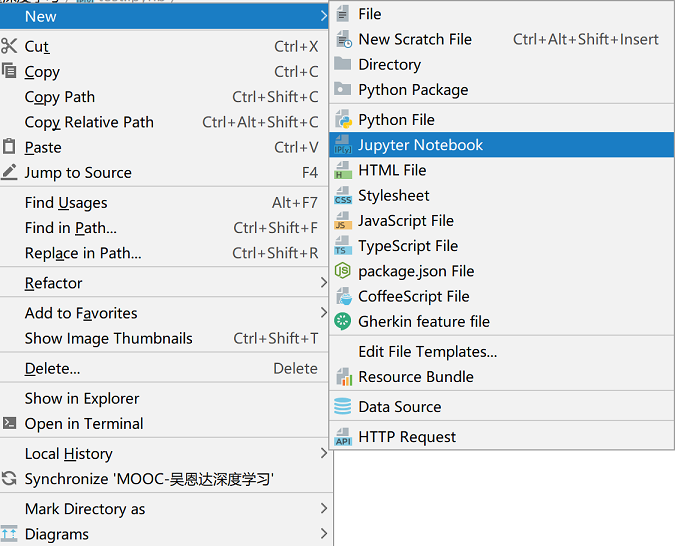 New
Cut Ctrl+X
Copy Ctrl+C
Copy Path Ctrl+Shift+C
Copy Relative Path Ctrl+Alt+Shift+C
Paste Ctrl+V
Jump to Source F4
Find Usages Alt+F7
Find in Path... Ctrl+Shift+F
Replace in Path... Ctrl+Shift+R
Refactor
Add to Favorites
Show Image Thumbnails Ctrl+Shift+T
Delete... Delete
Show in Explorer
Open in Terminal
Local History
Synchronize 'MOOC-吴恩达深度学习'
Mark Directory as
Diagrams
File
New Scratch File Ctrl+Alt+Shift+Insert
Directory
Python Package
Python File
Jupyter Notebook
HTML File
Stylesheet
JavaScript File
TypeScript File
package.json File
CoffeeScript File
Gherkin feature file
Edit File Templates...
Resource Bundle
Data Source
HTTP Request